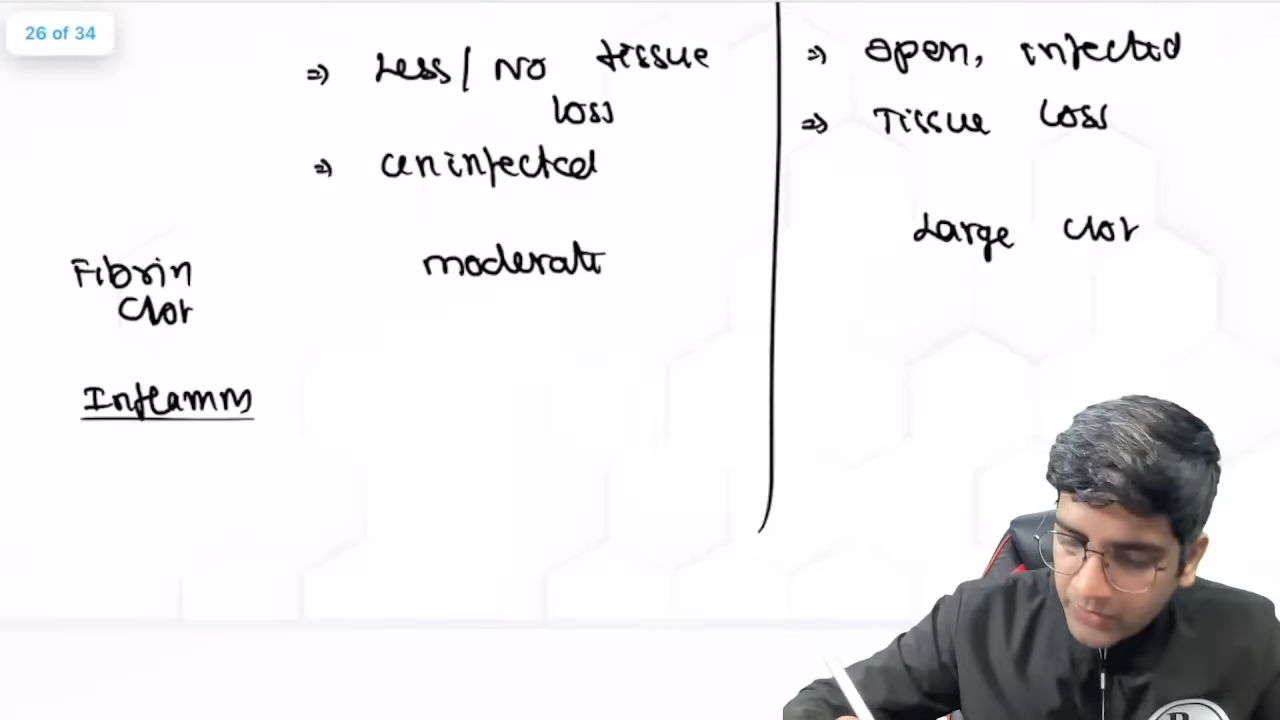 26 of 34
⇒ Less / No tissue loss
⇒ uninfected
⇒ open, infected
⇒ Tissue Loss
Fibrin Clot
moderate
Large Clot
Inflamm